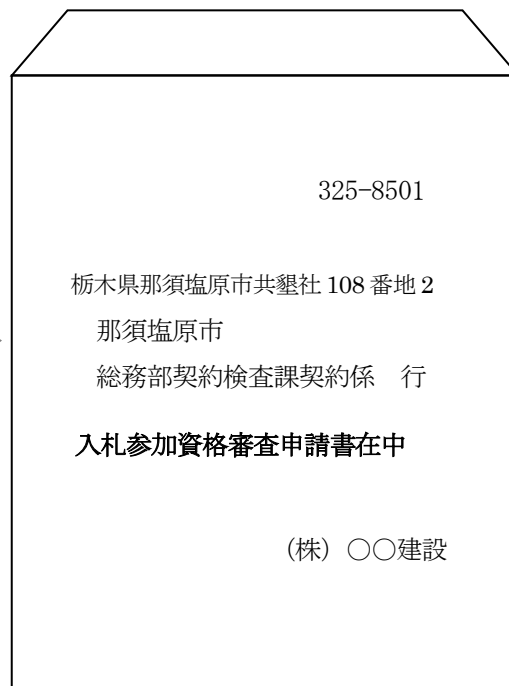 325-8501
栃木県那須塩原市共墾社 108 番地 2
那須塩原市
総務部契約検査課契約係　行
入札参加資格審査申請書在中
（株）○○建設